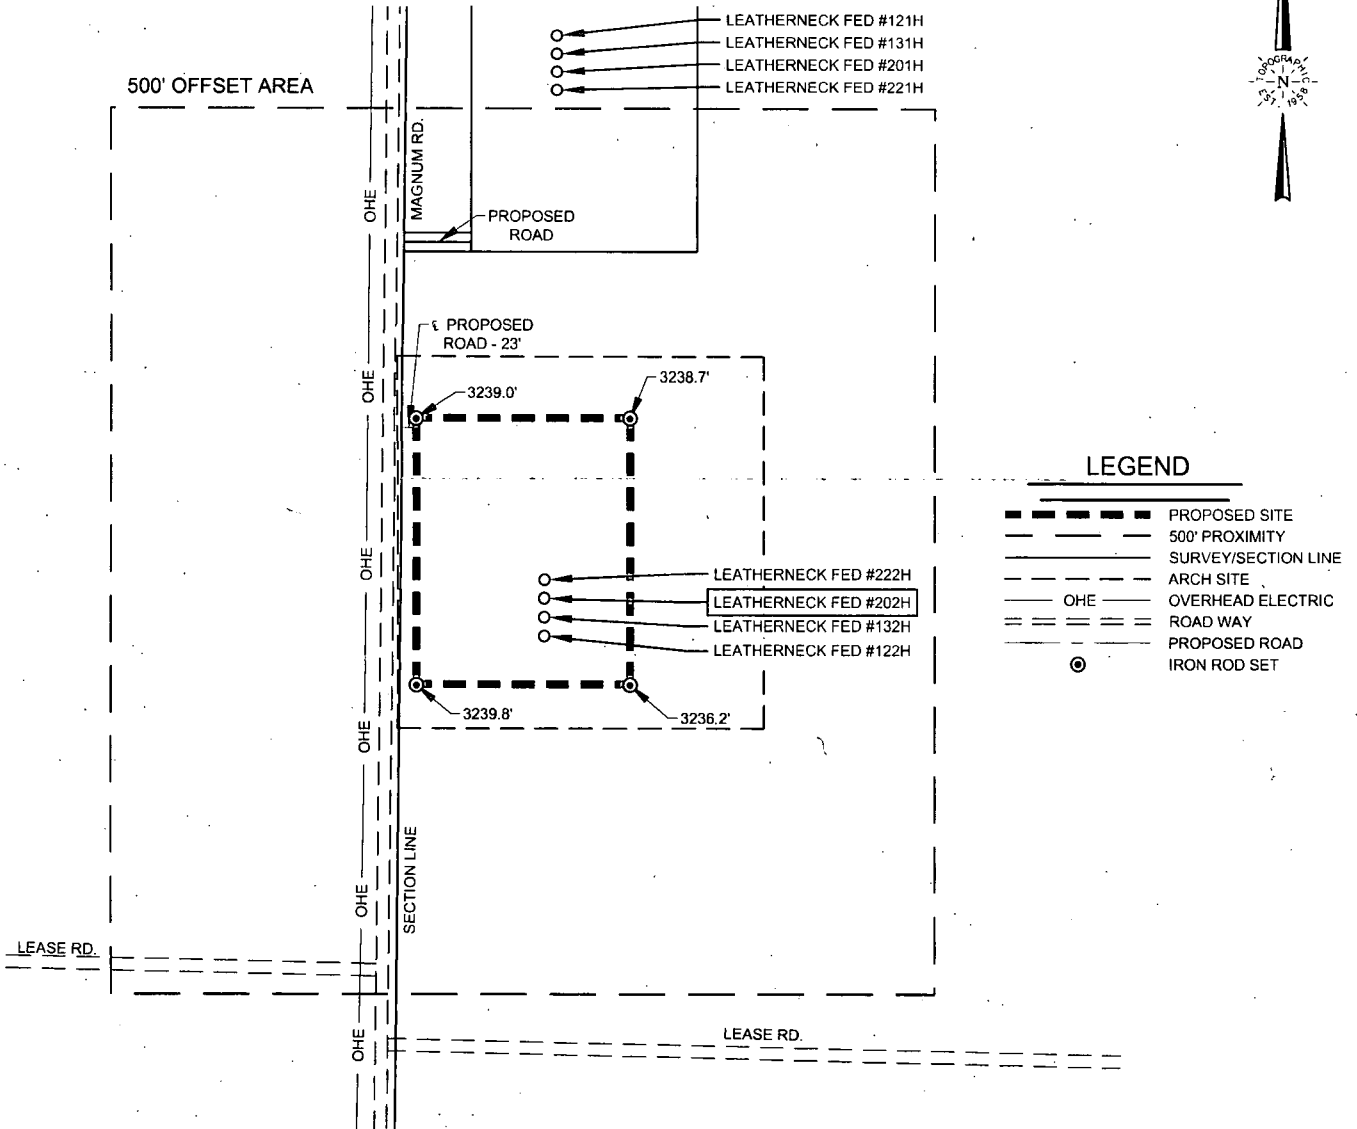 LEATHERNECK FED #121H
LEATHERNECK FED #131H
LEATHERNECK FED #201H
LEATHERNECK FED #221H
500' OFFSET AREA
TOPOGRAPHIC
N
EST. 1958
MAGNUM RD.
OHE
PROPOSED
ROAD
℄ PROPOSED
ROAD - 23'
OHE
3239.0'
3238.7'
LEGEND
PROPOSED SITE
500' PROXIMITY
SURVEY/SECTION LINE
ARCH SITE
OHE OVERHEAD ELECTRIC
ROAD WAY
PROPOSED ROAD
IRON ROD SET
OHE
LEATHERNECK FED #222H
LEATHERNECK FED #202H
LEATHERNECK FED #132H
LEATHERNECK FED #122H
3239.8'
3236.2'
OHE
SECTION LINE
OHE
LEASE RD.
LEASE RD.
OHE